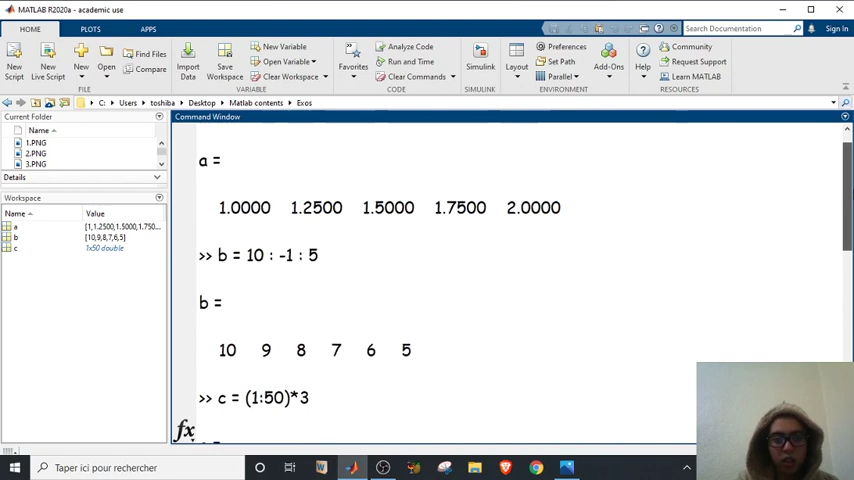 MATLAB R2020a - academic use
HOME PLOTS APPS Search Documentation Sign In
New Script New Live Script New Open Find Files Compare Import Data Save Workspace New Variable Open Variable Clear Workspace Favorites Analyze Code Run and Time Clear Commands Simulink Layout Preferences Set Path Parallel Add-Ons Help Community Request Support Learn MATLAB
FILE VARIABLE CODE SIMULINK ENVIRONMENT RESOURCES
C: Users toshiba Desktop Matlab contents Exos
Current Folder
Name
1.PNG
2.PNG
3.PNG
Details
Workspace
Name Value
a [1,1.2500,1.5000,1.750...
b [10,9,8,7,6,5]
c 1x50 double
Command Window
a =
1.0000 1.2500 1.5000 1.7500 2.0000
>> b = 10 : -1 : 5
b =
10 9 8 7 6 5
>> c = (1:50)*3
fx
Taper ici pour rechercher